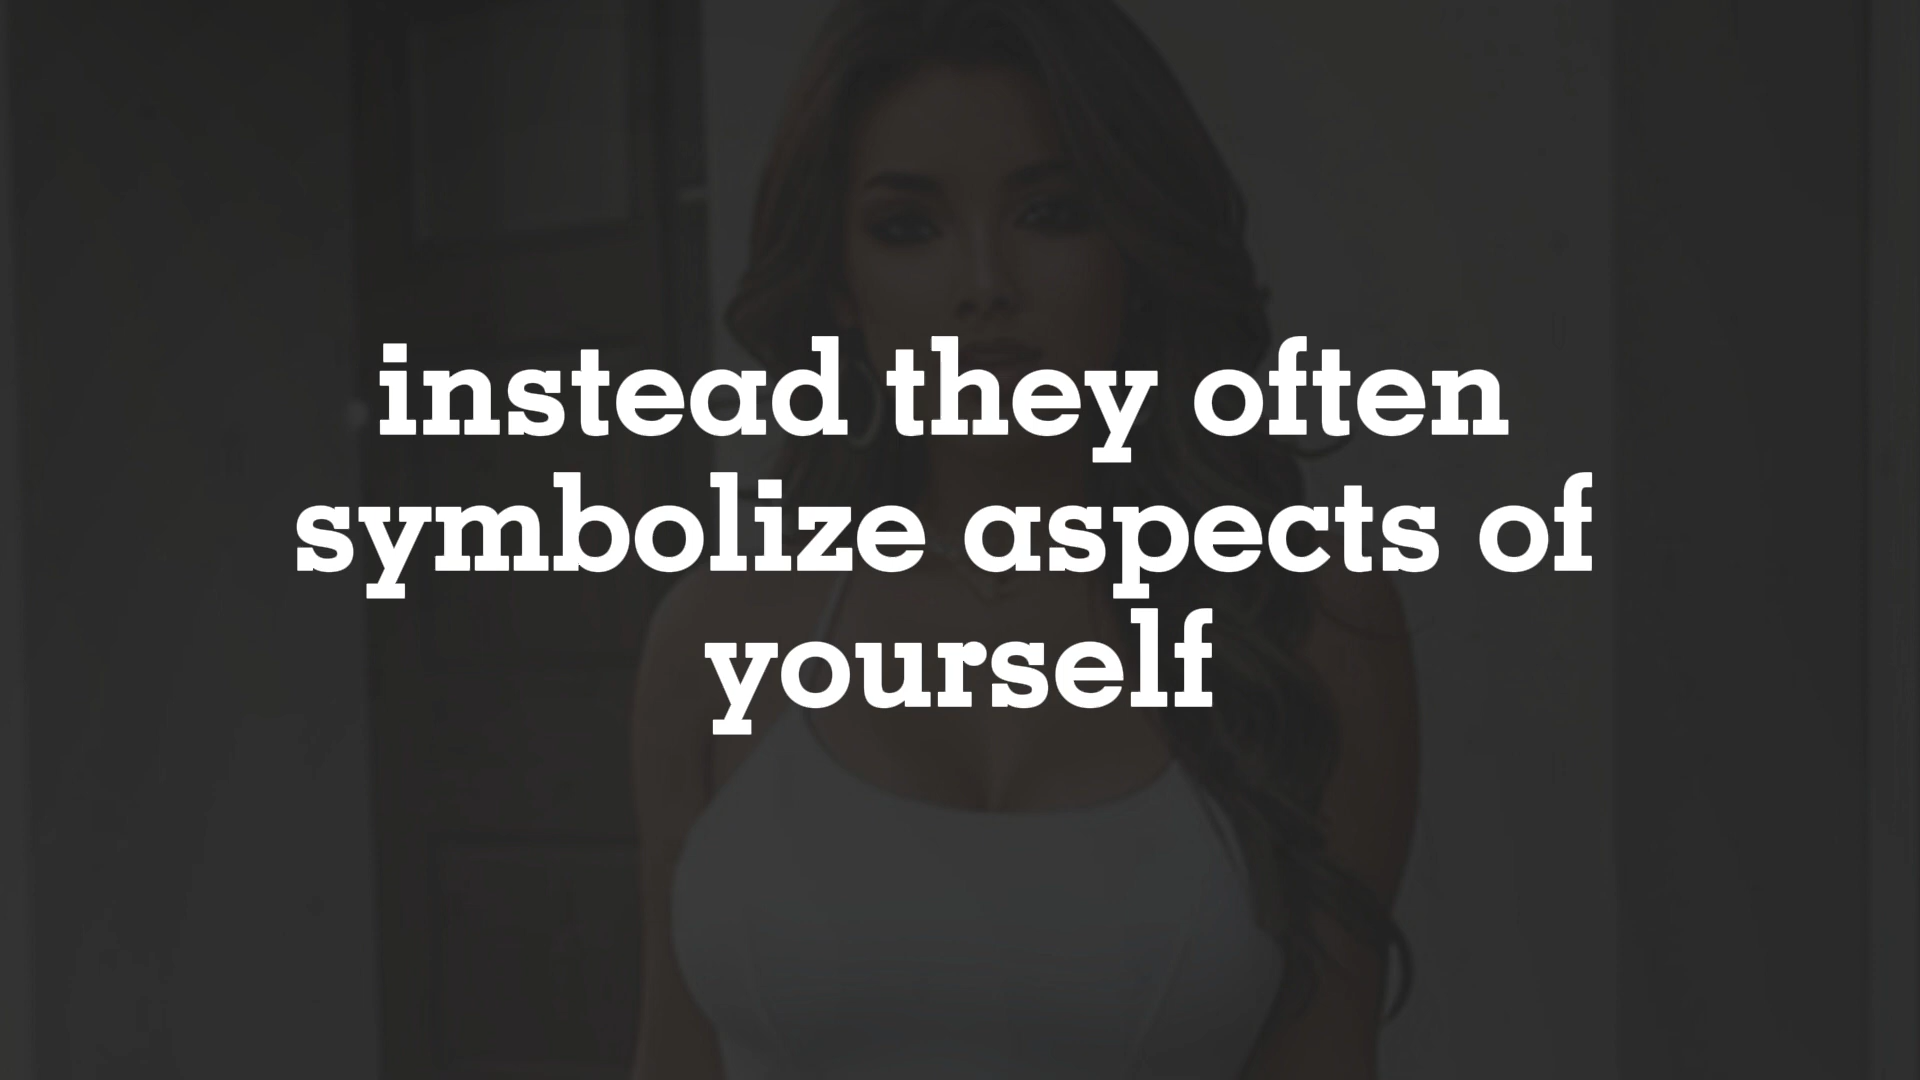 instead they often
symbolize aspects of
yourself